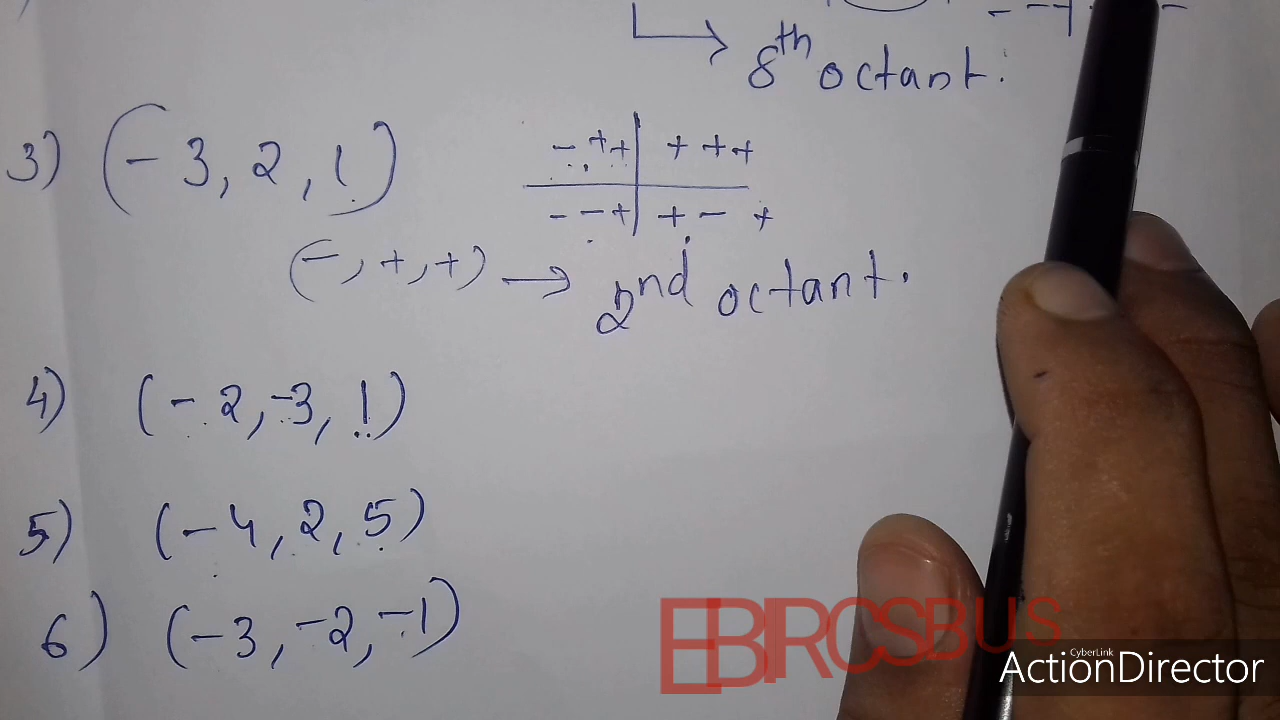 8th octant.
3) (-3, 2, 1)
- + + + + +
- - + + - +
(-, +, +) → 2nd octant.
4) (-2, -3, 1)
5) (-4, 2, 5)
6) (-3, -2, -1)
EBIRCSBUS
CyberLink
ActionDirector